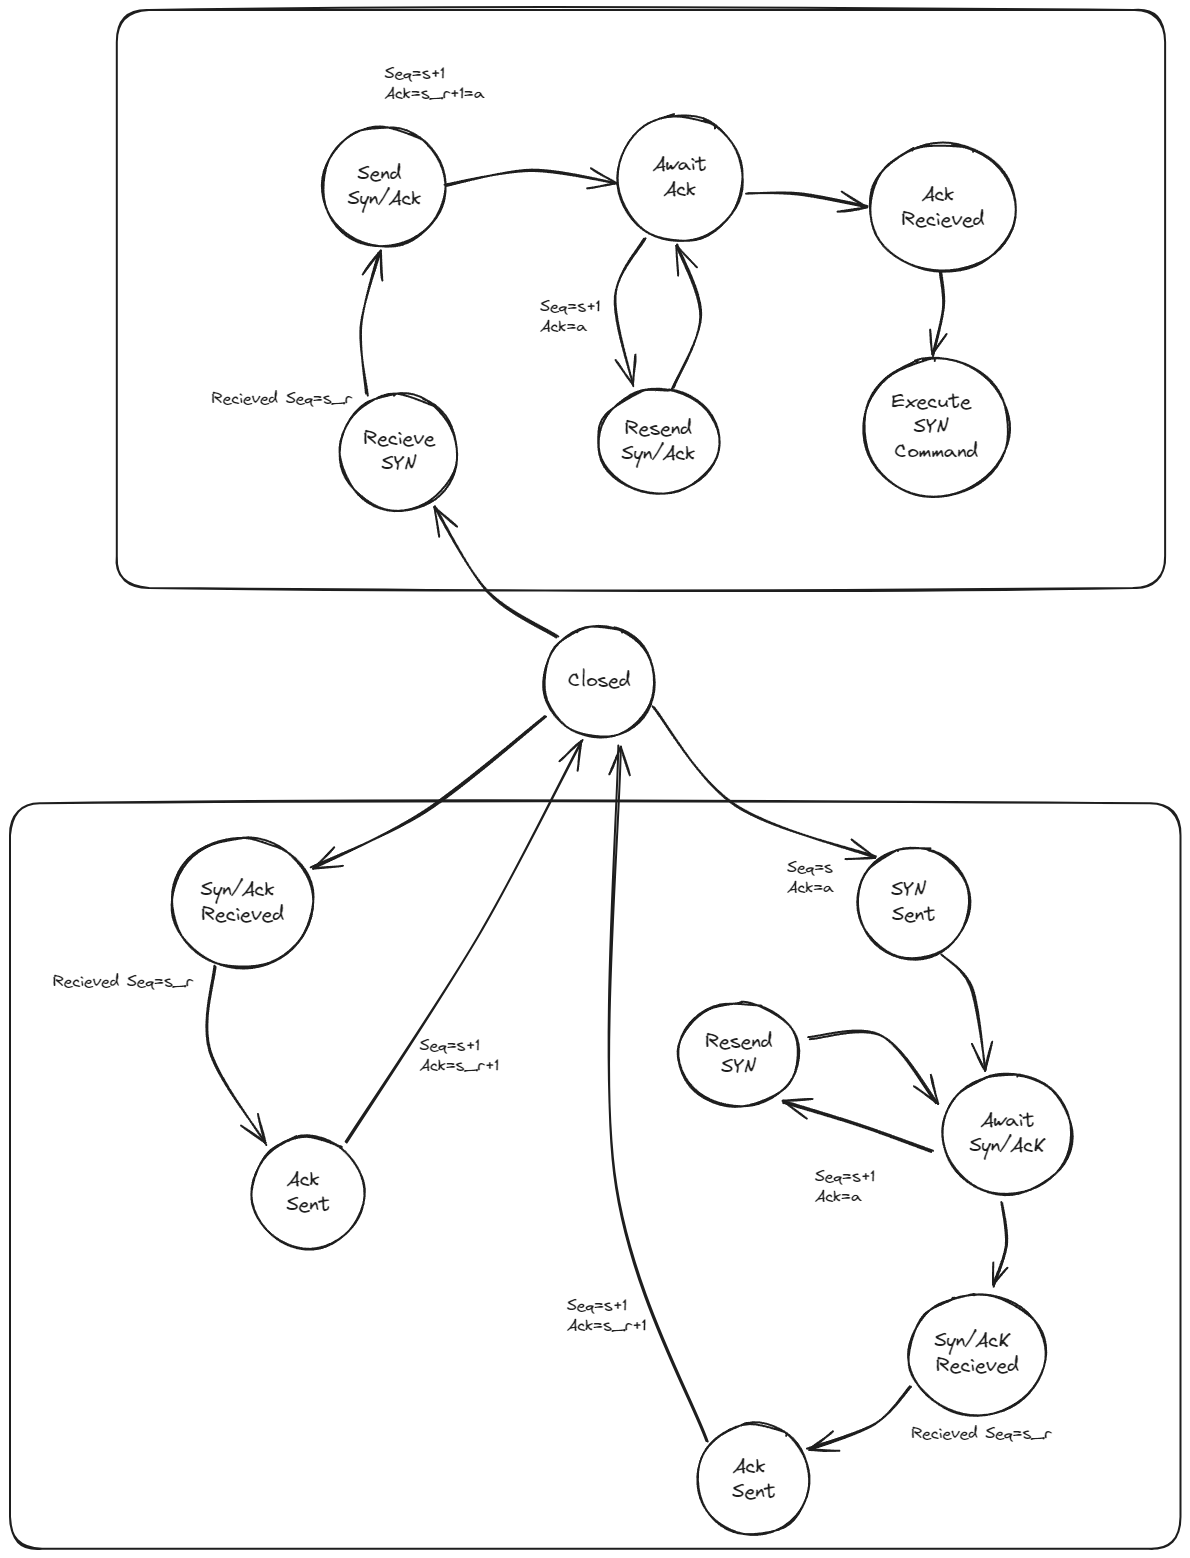 Seq=s+1
Ack=s_r+1=a
Send
Syn/Ack
Await
Ack
Ack
Recieved
Seq=s+1
Ack=a
Recieved Seq=s_r
Recieve
SYN
Resend
Syn/Ack
Execute
SYN
Command
Closed
Syn/Ack
Recieved
Seq=s
Ack=a
SYN
Sent
Recieved Seq=s_r
Seq=s+1
Ack=s_r+1
Resend
SYN
Await
Syn/AcK
Ack
Sent
Seq=s+1
Ack=a
Seq=s+1
Ack=s_r+1
Syn/AcK
Recieved
Recieved Seq=s_r
Ack
Sent